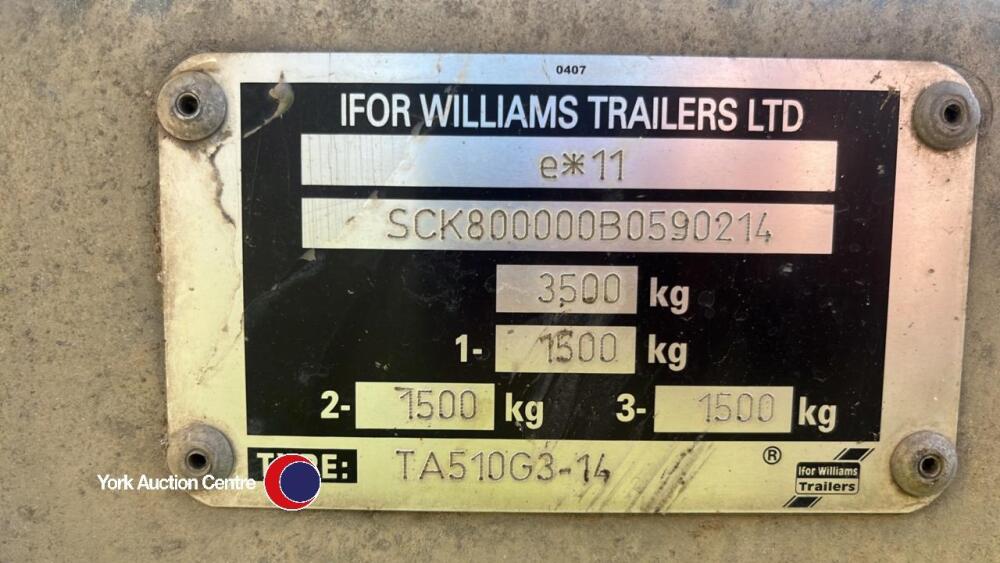 0407
IFOR WILLIAMS TRAILERS LTD
e*11
SCK800000B0590214
3500 kg
1- 1500 kg
2- 1500 kg 3- 1500 kg
TA510G3-14 ®
Ifor Williams
Trailers
York Auction Centre